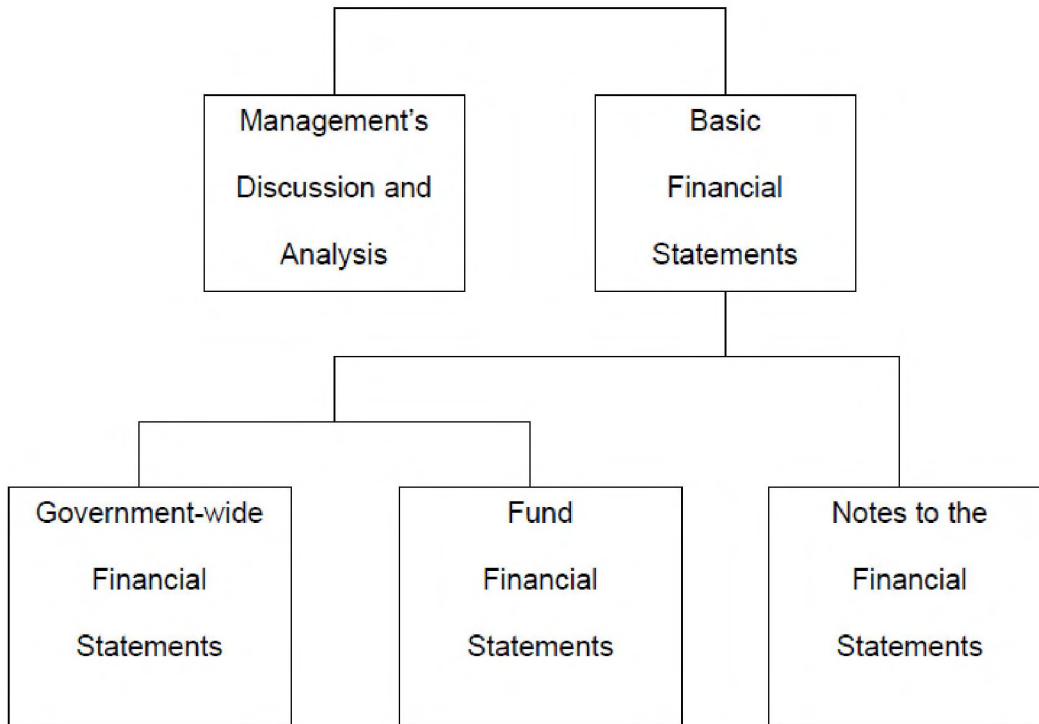 Management's
Discussion and
Analysis
Basic
Financial
Statements
Government-wide
Financial
Statements
Fund
Financial
Statements
Notes to the
Financial
Statements